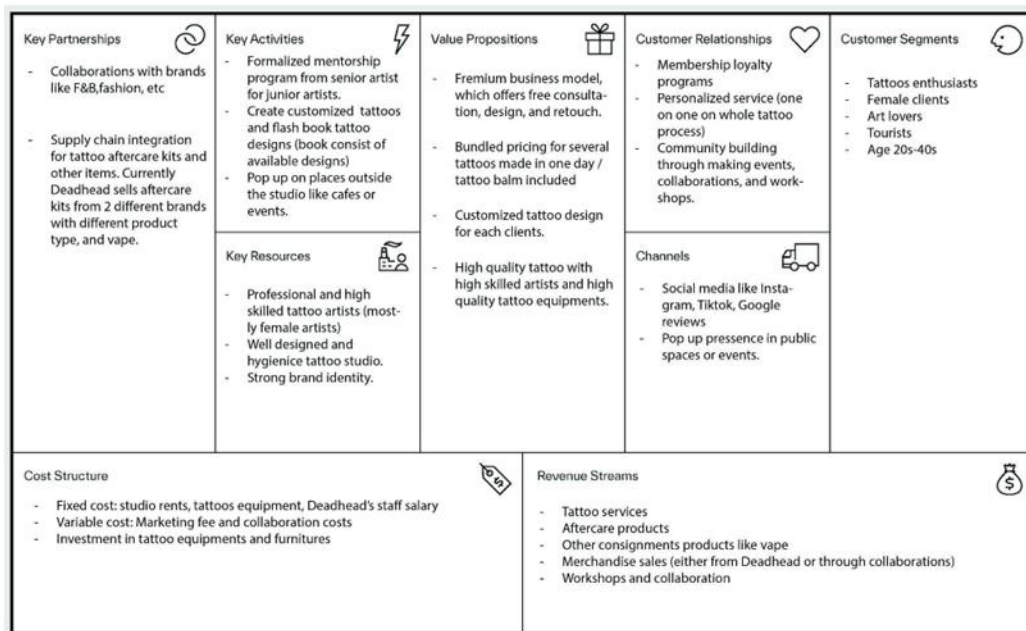 Key Partnerships
- Collaborations with brands
like F&B,fashion, etc
- Supply chain integration
for tattoo aftercare kits and
other items. Currently
Deadhead sells aftercare
kits from 2 different brands
with different product
type, and vape.
Key Activities
- Formalized mentorship
program from senior artist
for junior artists.
- Create customized tattoos
and flash book tattoo
designs (book consist of
available designs)
- Pop up on places outside
the studio like cafes or
events.
Key Resources
- Professional and high
skilled tattoo artists (most-
ly female artists)
- Well designed and
hygienice tattoo studio.
- Strong brand identity.
Value Propositions
- Fremium business model,
which offers free consulta-
tion, design, and retouch.
- Bundled pricing for several
tattoos made in one day /
tattoo balm included
- Customized tattoo design
for each clients.
- High quality tattoo with
high skilled artists and high
quality tattoo equipments.
Customer Relationships
- Membership loyalty
programs
- Personalized service (one
on one on whole tattoo
process)
- Community building
through making events,
collaborations, and work-
shops.
Channels
- Social media like Insta-
gram, Tiktok, Google
reviews
- Pop up pressence in public
spaces or events.
Customer Segments
- Tattoos enthusiasts
- Female clients
- Art lovers
- Tourists
- Age 20s-40s
Cost Structure
- Fixed cost: studio rents, tattoos equipment, Deadhead's staff salary
- Variable cost: Marketing fee and collaboration costs
- Investment in tattoo equipments and furnitures
Revenue Streams
- Tattoo services
- Aftercare products
- Other consignments products like vape
- Merchandise sales (either from Deadhead or through collaborations)
- Workshops and collaboration